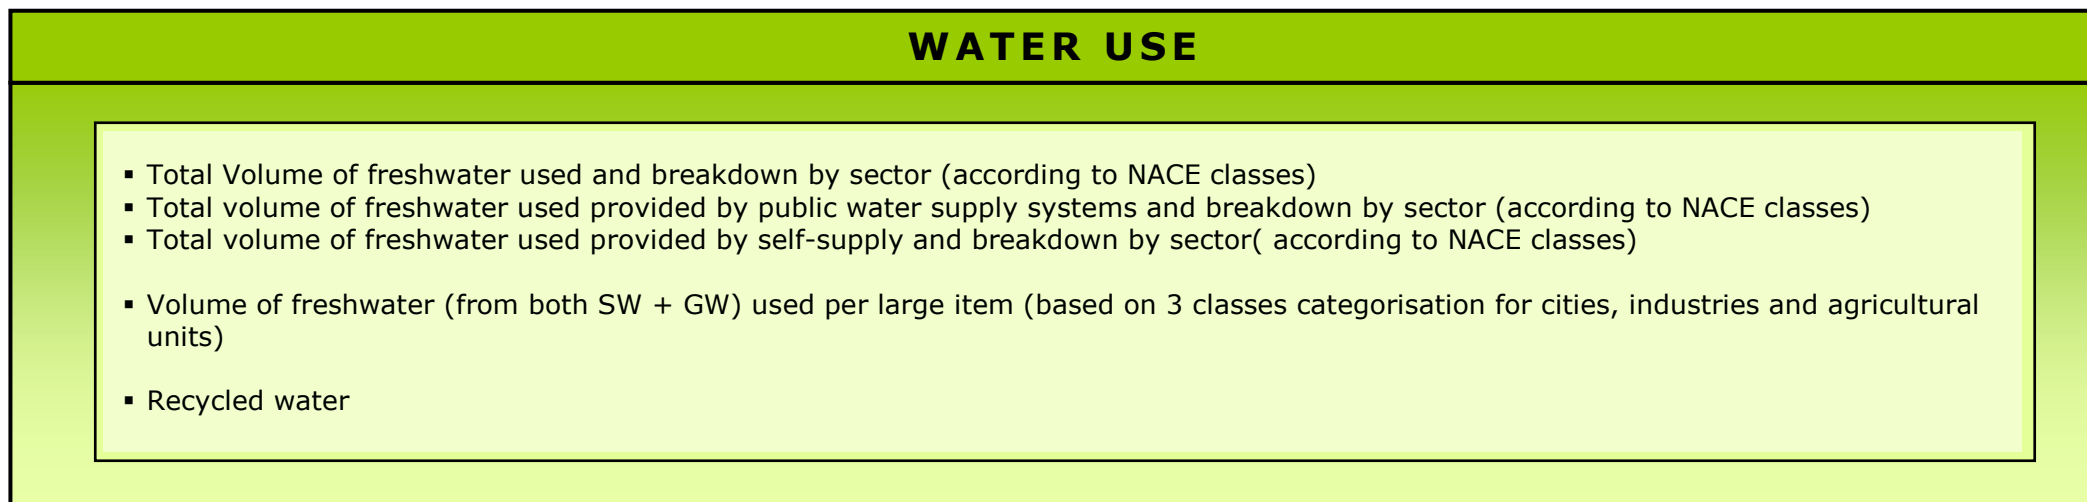 WATER USE
▪ Total Volume of freshwater used and breakdown by sector (according to NACE classes)
▪ Total volume of freshwater used provided by public water supply systems and breakdown by sector (according to NACE classes)
▪ Total volume of freshwater used provided by self-supply and breakdown by sector( according to NACE classes)
▪ Volume of freshwater (from both SW + GW) used per large item (based on 3 classes categorisation for cities, industries and agricultural
units)
▪ Recycled water